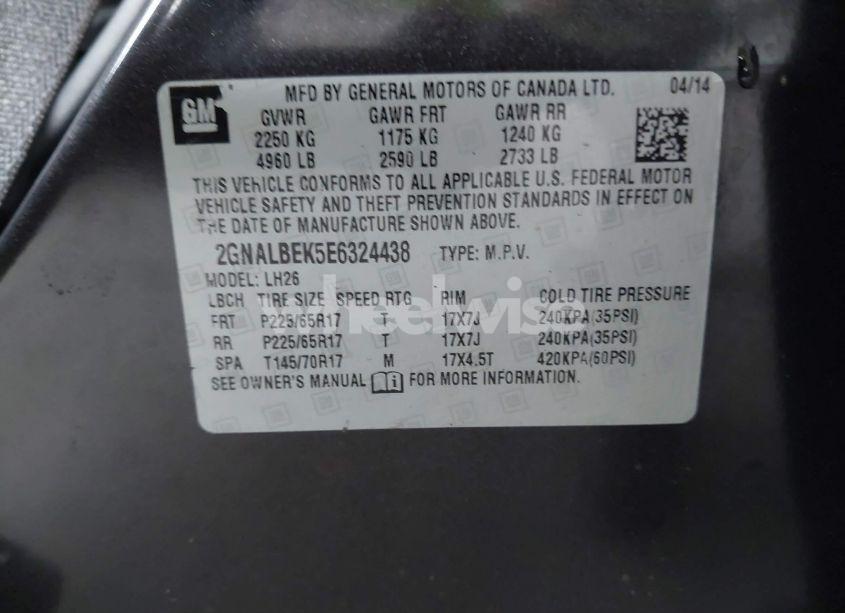 GM
MFD BY GENERAL MOTORS OF CANADA LTD. 04/14
GVWR GAWR FRT GAWR RR
2250 KG 1175 KG 1240 KG
4960 LB 2590 LB 2733 LB
THIS VEHICLE CONFORMS TO ALL APPLICABLE U.S. FEDERAL MOTOR
VEHICLE SAFETY AND THEFT PREVENTION STANDARDS IN EFFECT ON
THE DATE OF MANUFACTURE SHOWN ABOVE.
2GNALBEK5E6324438 TYPE: M.P.V.
MODEL: LH26
LBCH TIRE SIZE SPEED RTG RIM COLD TIRE PRESSURE
FRT P225/65R17 T 17X7J 240KPA(35PSI)
RR P225/65R17 T 17X7J 240KPA(35PSI)
SPA T145/70R17 M 17X4.5T 420KPA(60PSI)
SEE OWNER'S MANUAL i FOR MORE INFORMATION.
wheelwise